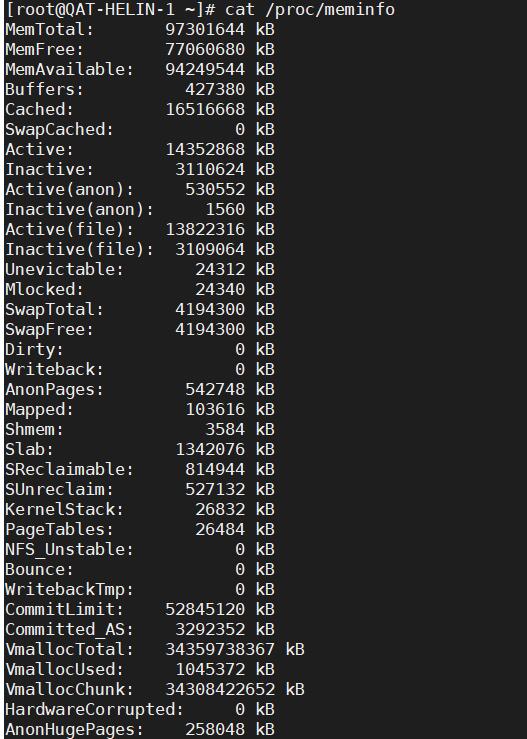 [root@QAT-HELIN-1 ~]# cat /proc/meminfo
MemTotal:       97301644 kB
MemFree:        77060680 kB
MemAvailable:   94249544 kB
Buffers:          427380 kB
Cached:         16516668 kB
SwapCached:            0 kB
Active:         14352868 kB
Inactive:        3110624 kB
Active(anon):     530552 kB
Inactive(anon):     1560 kB
Active(file):   13822316 kB
Inactive(file):  3109064 kB
Unevictable:       24312 kB
Mlocked:           24340 kB
SwapTotal:       4194300 kB
SwapFree:        4194300 kB
Dirty:                 0 kB
Writeback:             0 kB
AnonPages:        542748 kB
Mapped:           103616 kB
Shmem:              3584 kB
Slab:            1342076 kB
SReclaimable:     814944 kB
SUnreclaim:       527132 kB
KernelStack:       26832 kB
PageTables:        26484 kB
NFS_Unstable:          0 kB
Bounce:                0 kB
WritebackTmp:          0 kB
CommitLimit:    52845120 kB
Committed_AS:    3292352 kB
VmallocTotal:   34359738367 kB
VmallocUsed:     1045372 kB
VmallocChunk:   34308422652 kB
HardwareCorrupted:     0 kB
AnonHugePages:    258048 kB